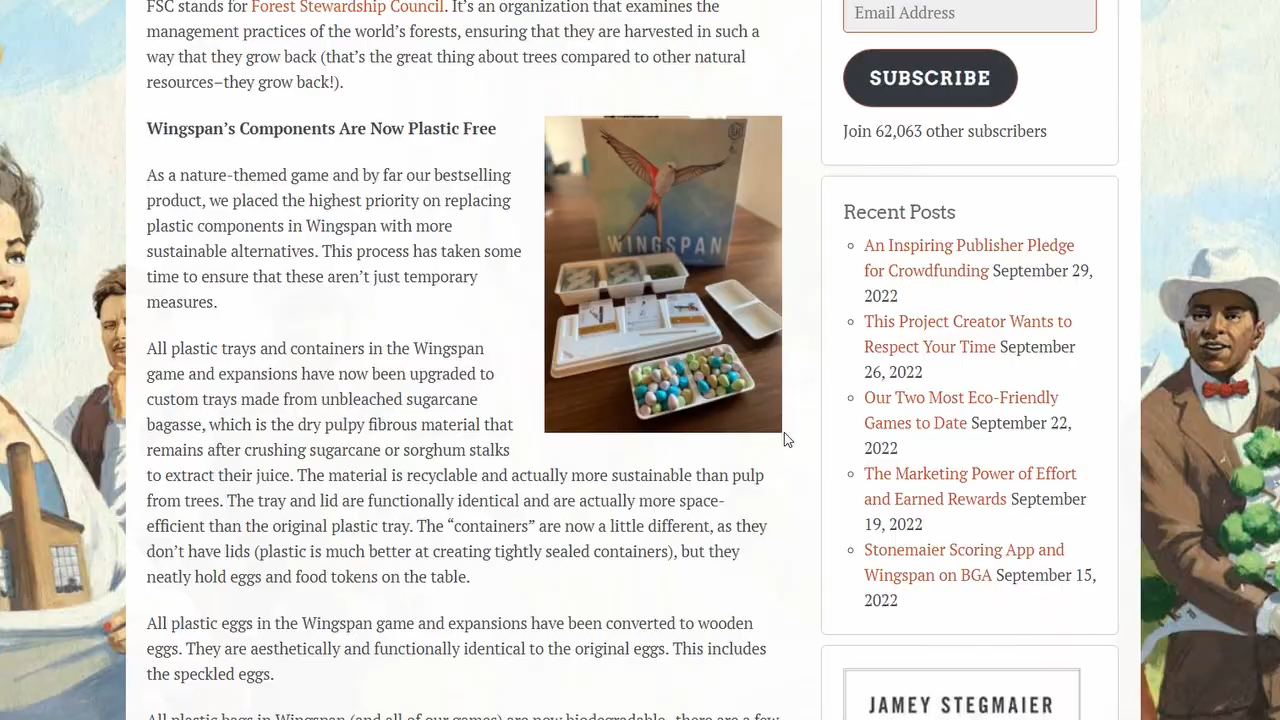 FSC stands for Forest Stewardship Council. It’s an organization that examines the
management practices of the world’s forests, ensuring that they are harvested in such a
way that they grow back (that’s the great thing about trees compared to other natural
resources–they grow back!).
Wingspan’s Components Are Now Plastic Free
As a nature-themed game and by far our bestselling
product, we placed the highest priority on replacing
plastic components in Wingspan with more
sustainable alternatives. This process has taken some
time to ensure that these aren’t just temporary
measures.
WINGSPAN
All plastic trays and containers in the Wingspan
game and expansions have now been upgraded to
custom trays made from unbleached sugarcane
bagasse, which is the dry pulpy fibrous material that
remains after crushing sugarcane or sorghum stalks
to extract their juice. The material is recyclable and actually more sustainable than pulp
from trees. The tray and lid are functionally identical and are actually more space-
efficient than the original plastic tray. The “containers” are now a little different, as they
don’t have lids (plastic is much better at creating tightly sealed containers), but they
neatly hold eggs and food tokens on the table.
All plastic eggs in the Wingspan game and expansions have been converted to wooden
eggs. They are aesthetically and functionally identical to the original eggs. This includes
the speckled eggs.
All plastic bags in Wingspan (and all of our games) are now biodegradable–there are a few
Email Address
SUBSCRIBE
Join 62,063 other subscribers
Recent Posts
An Inspiring Publisher Pledge
for Crowdfunding September 29,
2022
This Project Creator Wants to
Respect Your Time September
26, 2022
Our Two Most Eco-Friendly
Games to Date September 22,
2022
The Marketing Power of Effort
and Earned Rewards September
19, 2022
Stonemaier Scoring App and
Wingspan on BGA September 15,
2022
JAMEY STEGMAIER